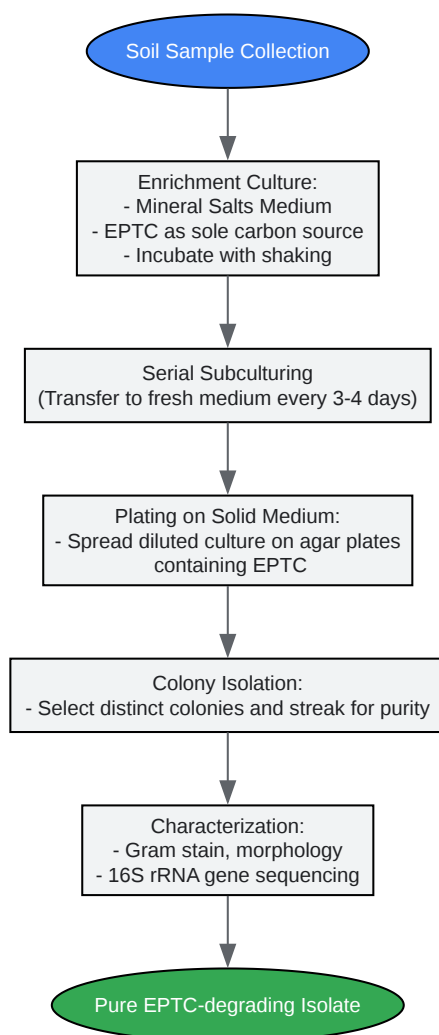 Soil Sample Collection
Enrichment Culture:
- Mineral Salts Medium
- EPTC as sole carbon source
- Incubate with shaking
Serial Subculturing
(Transfer to fresh medium every 3-4 days)
Plating on Solid Medium:
- Spread diluted culture on agar plates
containing EPTC
Colony Isolation:
- Select distinct colonies and streak for purity
Characterization:
- Gram stain, morphology
- 16S rRNA gene sequencing
Pure EPTC-degrading Isolate